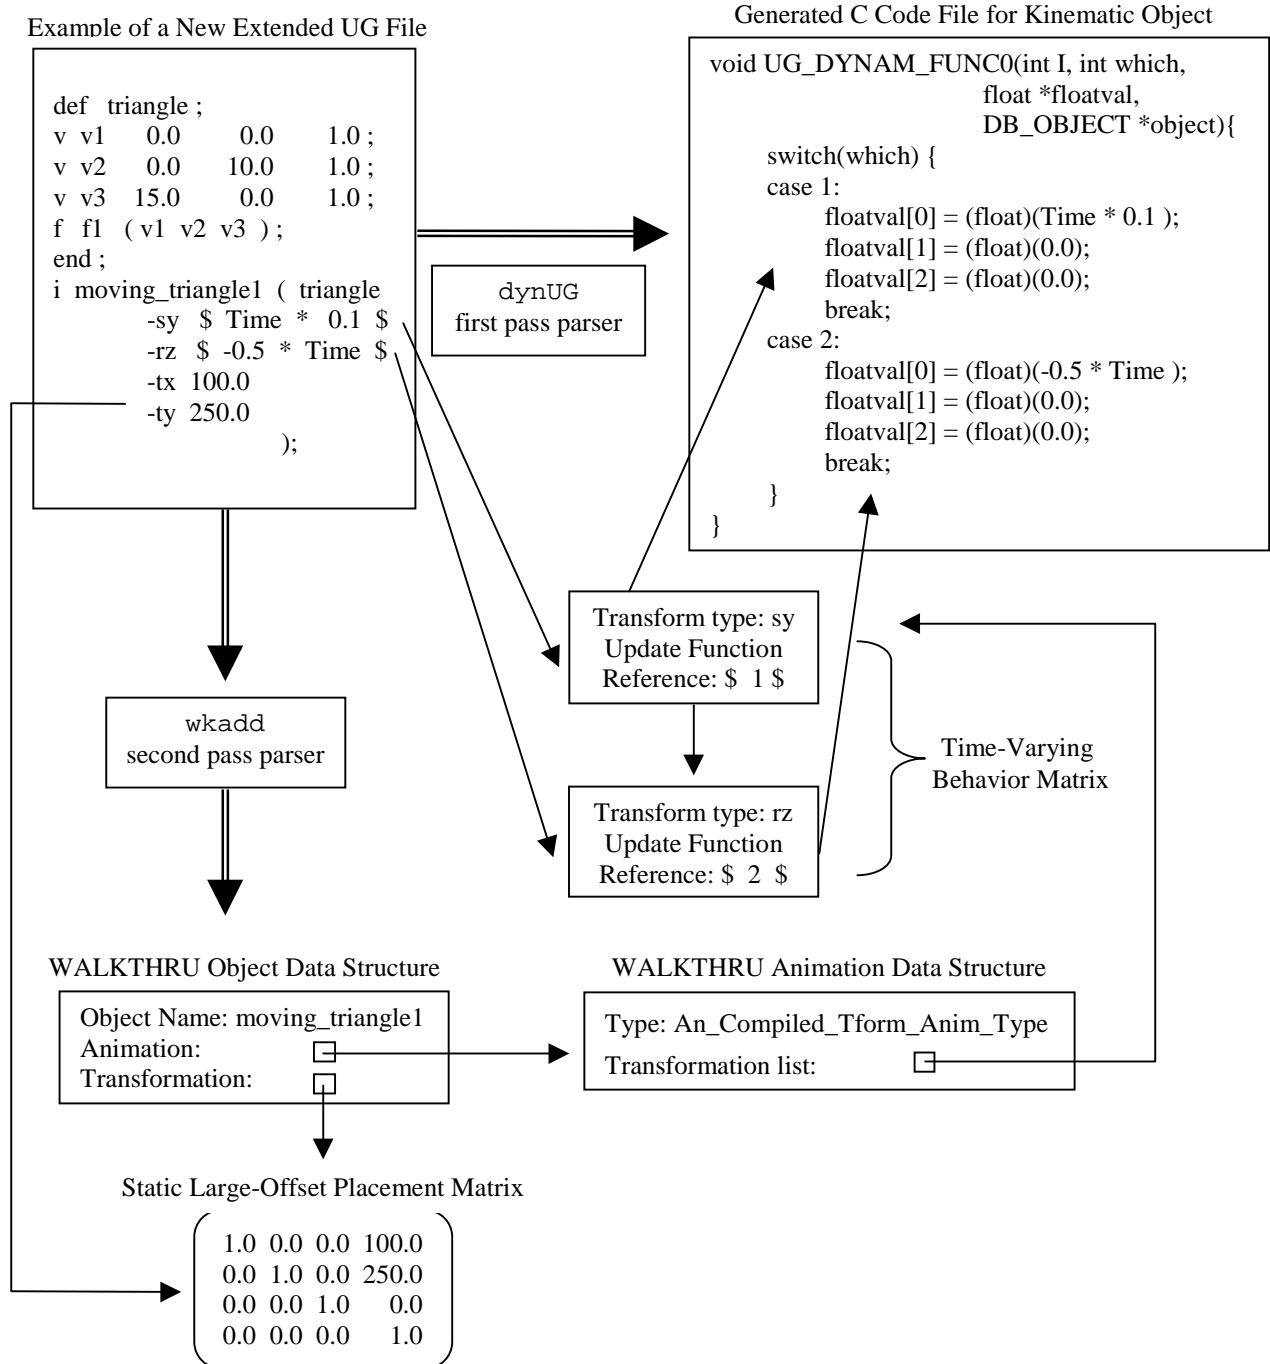 Example of a New Extended UG File
def triangle ;
v v1 0.0 0.0 1.0 ;
v v2 0.0 10.0 1.0 ;
v v3 15.0 0.0 1.0 ;
f f1 ( v1 v2 v3 ) ;
end ;
i moving_triangle1 ( triangle
-sy $ Time * 0.1 $
-rz $ -0.5 * Time $
-tx 100.0
-ty 250.0
);
dynUG
first pass parser
Generated C Code File for Kinematic Object
void UG_DYNAM_FUNC0(int I, int which,
float *floatval,
DB_OBJECT *object){
switch(which) {
case 1:
floatval[0] = (float)(Time * 0.1 );
floatval[1] = (float)(0.0);
floatval[2] = (float)(0.0);
break;
case 2:
floatval[0] = (float)(-0.5 * Time );
floatval[1] = (float)(0.0);
floatval[2] = (float)(0.0);
break;
}
}
Transform type: sy
Update Function
Reference: $ 1 $
wkadd
second pass parser
Time-Varying
Behavior Matrix
Transform type: rz
Update Function
Reference: $ 2 $
WALKTHRU Object Data Structure
Object Name: moving_triangle1
Animation:
Transformation:
WALKTHRU Animation Data Structure
Type: An_Compiled_Tform_Anim_Type
Transformation list:
Static Large-Offset Placement Matrix
1.0 0.0 0.0 100.0
0.0 1.0 0.0 250.0
0.0 0.0 1.0 0.0
0.0 0.0 0.0 1.0